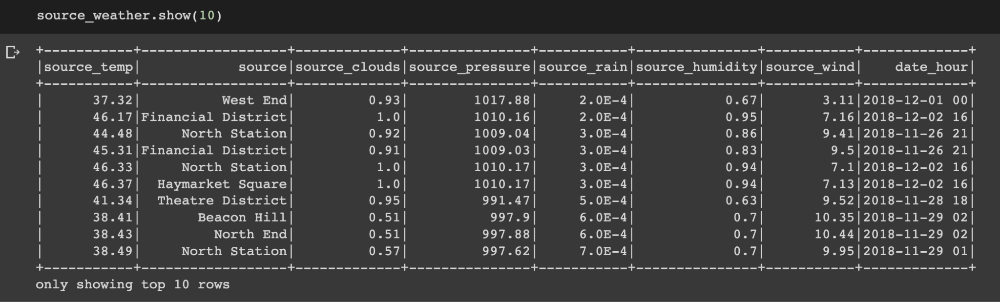 source_weather.show(10)
+-----------+------------------+-------------+---------------+-----------+---------------+-----------+-------------+
|source_temp|            source|source_clouds|source_pressure|source_rain|source_humidity|source_wind|    date_hour|
+-----------+------------------+-------------+---------------+-----------+---------------+-----------+-------------+
|      37.32|          West End|         0.93|        1017.88|     2.0E-4|           0.67|       3.11|2018-12-01 00|
|      46.17|Financial District|          1.0|        1010.16|     2.0E-4|           0.95|       7.16|2018-12-02 16|
|      44.48|     North Station|         0.92|        1009.04|     3.0E-4|           0.86|       9.41|2018-11-26 21|
|      45.31|Financial District|         0.91|        1009.03|     3.0E-4|           0.83|        9.5|2018-11-26 21|
|      46.33|     North Station|          1.0|        1010.17|     3.0E-4|           0.94|        7.1|2018-12-02 16|
|      46.37|  Haymarket Square|          1.0|        1010.17|     3.0E-4|           0.94|       7.13|2018-12-02 16|
|      41.34|  Theatre District|         0.95|         991.47|     5.0E-4|           0.63|       9.52|2018-11-28 18|
|      38.41|       Beacon Hill|         0.51|          997.9|     6.0E-4|            0.7|      10.35|2018-11-29 02|
|      38.43|         North End|         0.51|         997.88|     6.0E-4|            0.7|      10.44|2018-11-29 02|
|      38.49|     North Station|         0.57|         997.62|     7.0E-4|            0.7|       9.95|2018-11-29 01|
+-----------+------------------+-------------+---------------+-----------+---------------+-----------+-------------+
only showing top 10 rows